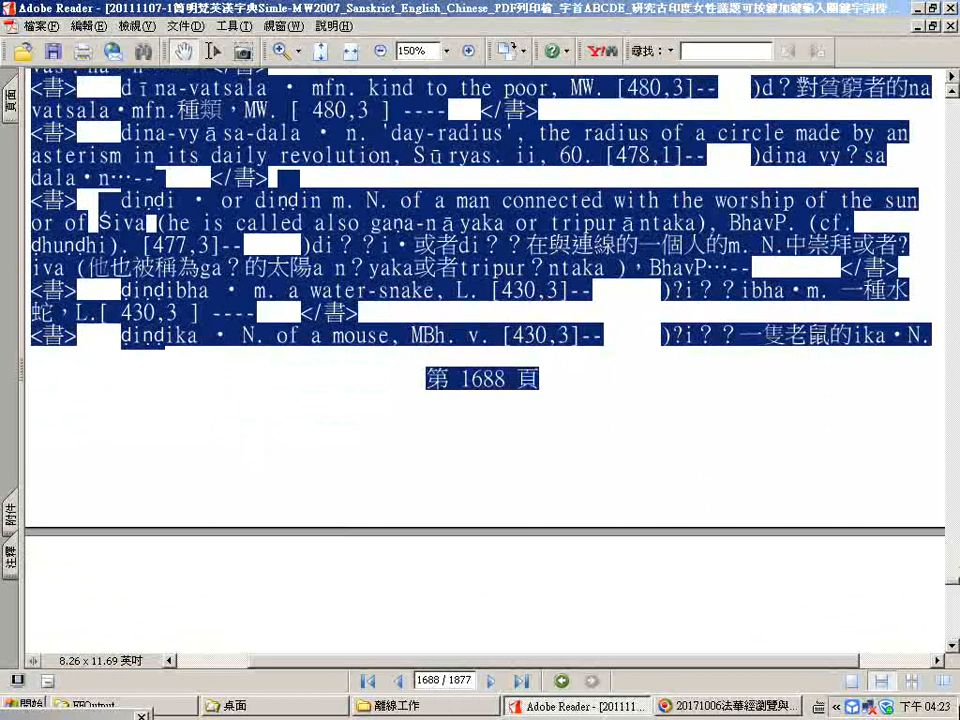 Adobe Reader - [20111107-1簡明梵英漢字典Simle-MW2007_Sanskrict_English_Chinese_PDF列印檔_字首ABCDE_研究古印度女性議題可按鍵加鍵輸入關鍵字詞搜
檔案(F) 編輯(E) 檢視(V) 文件(D) 工具(T) 視窗(W) 說明(H)
150% Y! 尋找：
頁面
<書> dīna-vatsala ‧ mfn. kind to the poor, MW. [480,3]-- )d？對貧窮者的na
vatsala‧mfn.種類，MW. [ 480,3 ] ---- </書>
<書> dina-vyāsa-dala ‧ n. 'day-radius', the radius of a circle made by an
asterism in its daily revolution, Sūryas. ii, 60. [478,1]-- )dina vy？sa
dala‧n…-- </書>
<書> diṇḍi ‧ or diṇḍin m. N. of a man connected with the worship of the sun
or of Śiva (he is called also gaṇa-nāyaka or tripurāntaka), BhavP. (cf.
ḍhuṇḍhi). [477,3]-- )di？？i‧或者di？？在與連線的一個人的m. N.中崇拜或者?
iva (他也被稱為ga？的太陽a n？yaka或者tripur？ntaka )，BhavP…-- </書>
<書> ḍiṇḍibha ‧ m. a water-snake, L. [430,3]-- )?i？？ibha‧m. 一種水
蛇，L.[ 430,3 ] ---- </書>
<書> ḍiṇḍika ‧ N. of a mouse, MBh. v. [430,3]-- )?i？？一隻老鼠的ika‧N.
第 1688 頁
附件
注釋
8.26 x 11.69 英吋
1688 / 1877
開始 FFOutput 桌面 離線工作 Adobe Reader - [201111... 20171006法華經瀏覽與... 下午 04:23